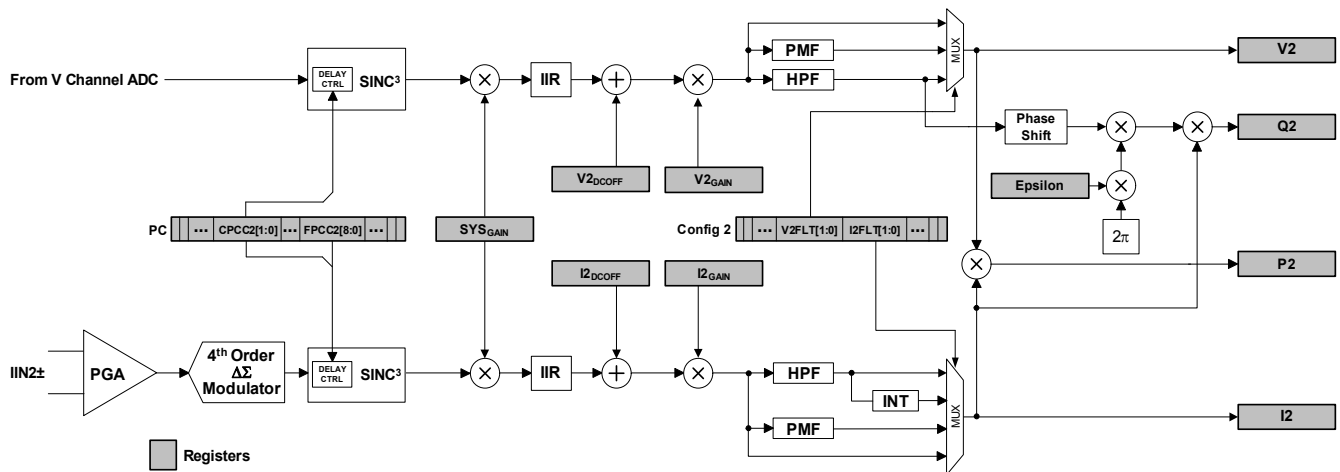 From V Channel ADC
DELAY
CTRL
SINC³
IIR
PMF
HPF
MUX
V2
Phase
Shift
Q2
V2DCOFF
V2GAIN
Epsilon
2π
PC
... CPCC2[1:0] ... FPCC2[8:0] ...
SYSGAIN
Config 2
... V2FLT[1:0] I2FLT[1:0] ...
P2
I2DCOFF
I2GAIN
IIN2±
PGA
4th Order
ΔΣ
Modulator
DELAY
CTRL
SINC³
IIR
HPF
INT
PMF
MUX
I2
Registers